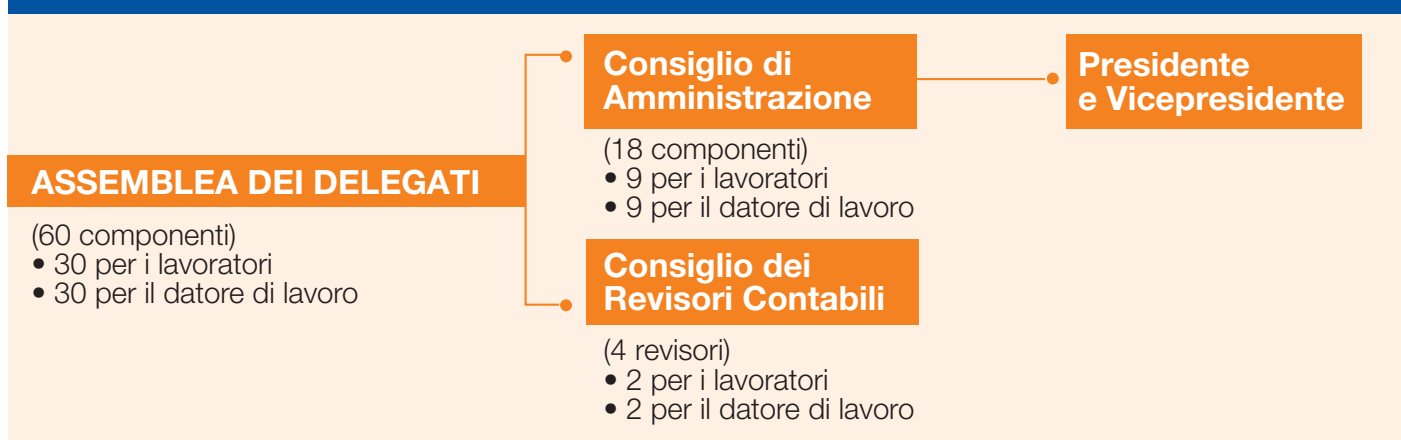 ASSEMBLEA DEI DELEGATI
(60 componenti)
• 30 per i lavoratori
• 30 per il datore di lavoro
Consiglio di
Amministrazione
(18 componenti)
• 9 per i lavoratori
• 9 per il datore di lavoro
Presidente
e Vicepresidente
Consiglio dei
Revisori Contabili
(4 revisori)
• 2 per i lavoratori
• 2 per il datore di lavoro